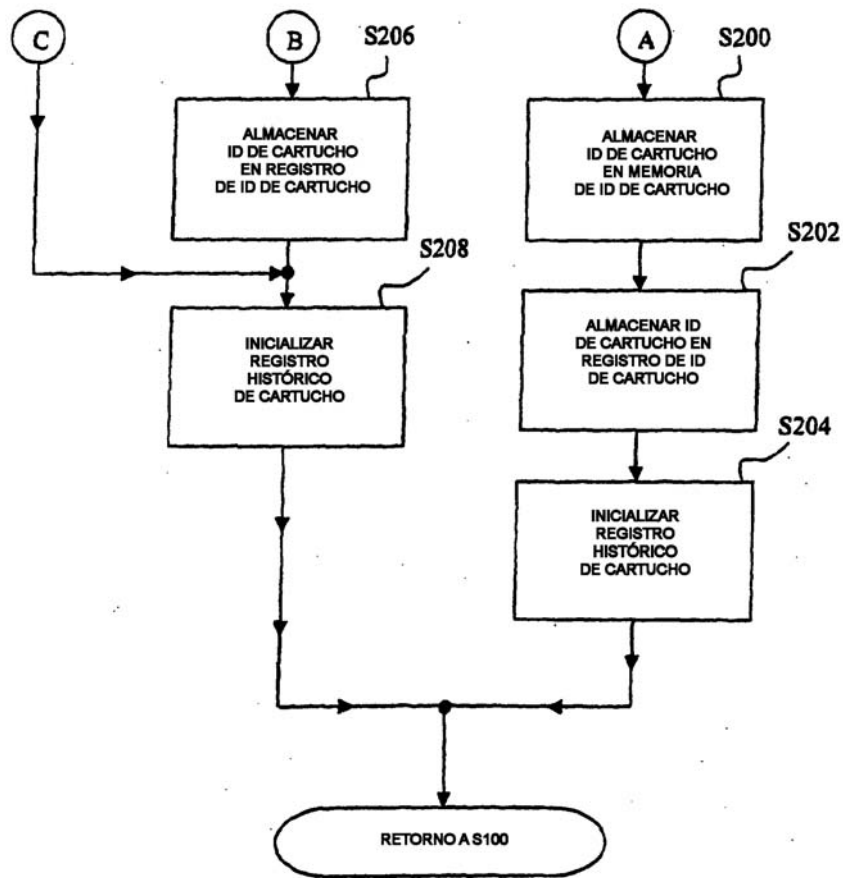 C
B
S206
A
S200
ALMACENAR
ID DE CARTUCHO
EN REGISTRO
DE ID DE CARTUCHO
ALMACENAR
ID DE CARTUCHO
EN MEMORIA
DE ID DE CARTUCHO
S208
S202
INICIALIZAR
REGISTRO
HISTÓRICO
DE CARTUCHO
ALMACENAR ID
DE CARTUCHO EN
REGISTRO DE ID
DE CARTUCHO
S204
INICIALIZAR
REGISTRO
HISTÓRICO
DE CARTUCHO
RETORNO A S100